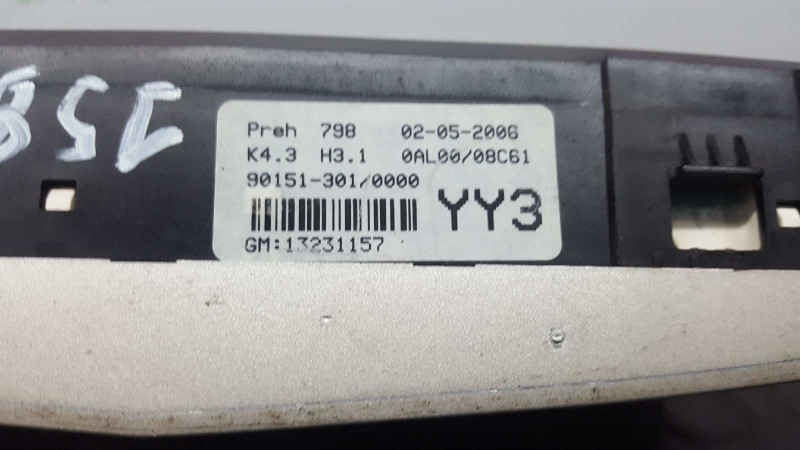 Preh 798 02-05-2006
K4.3 H3.1 0AL00/08C61
90151-301/0000
YY3
GM:13231157